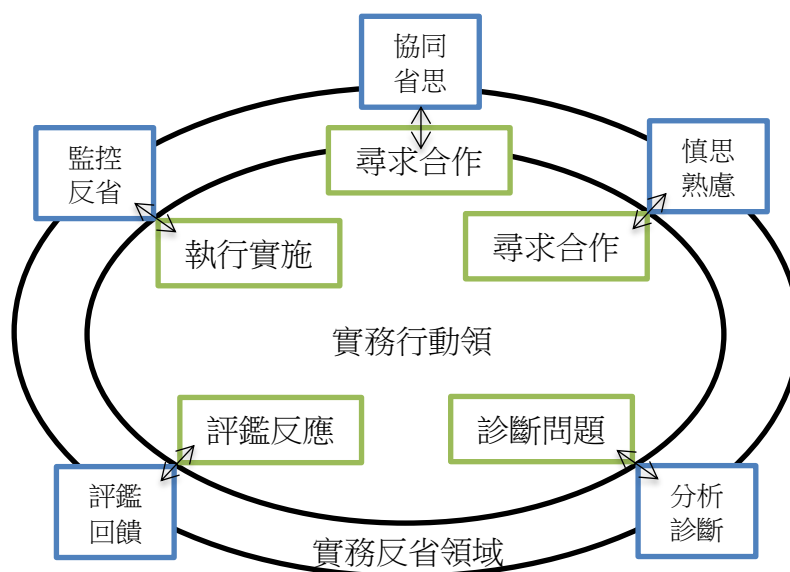 協同
省思
尋求合作
監控
反省
慎思
熟慮
執行實施
尋求合作
實務行動領
評鑑反應
診斷問題
評鑑
回饋
分析
診斷
實務反省領域